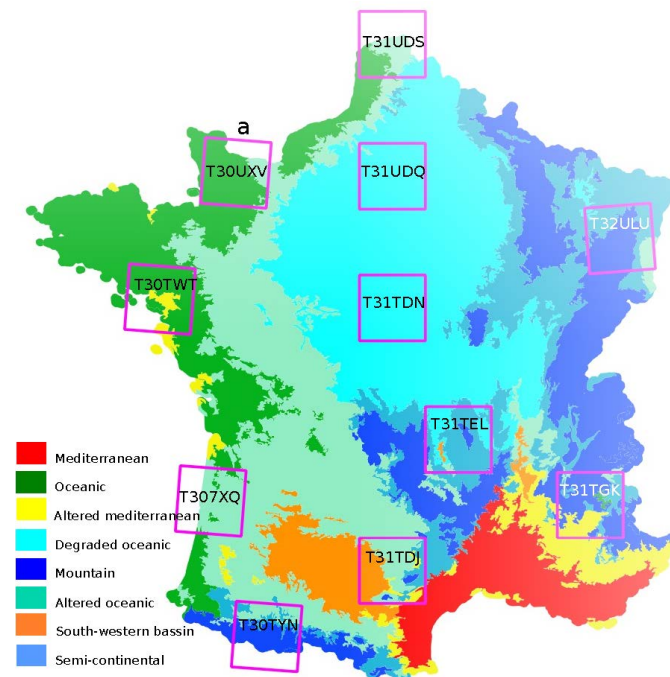 T31UDS
a
T30UXV
T31UDQ
T32ULU
T30TWT
T31TDN
T31TEL
T307XQ
T31TGK
T31TDJ
T30TYN
Mediterranean
Oceanic
Altered mediterranean
Degraded oceanic
Mountain
Altered oceanic
South-western bassin
Semi-continental